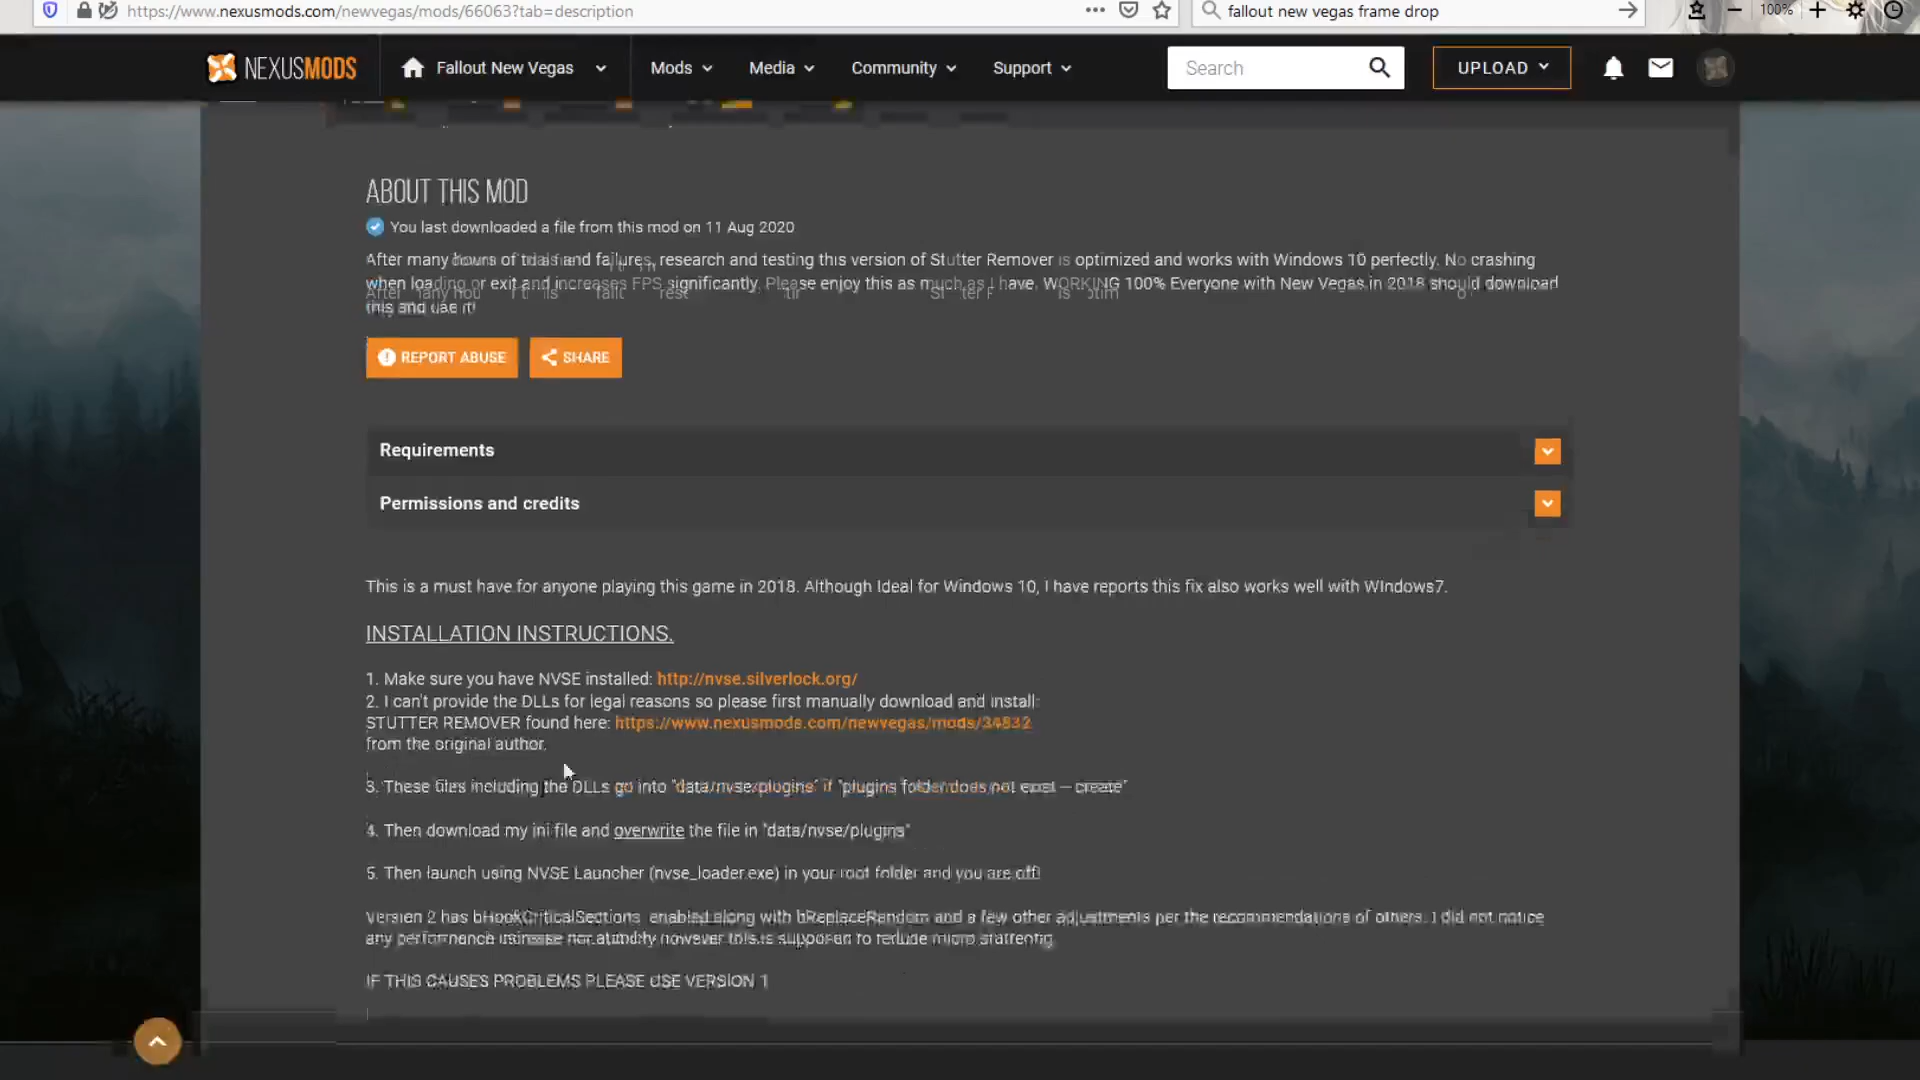 https://www.nexusmods.com/newvegas/mods/66063?tab=description
fallout new vegas frame drop
100%
NEXUSMODS
Fallout New Vegas
Mods
Media
Community
Support
Search
UPLOAD
ABOUT THIS MOD
You last downloaded a file from this mod on 11 Aug 2020
After many hours of trials and failures, research and testing this version of Stutter Remover is optimized and works with Windows 10 perfectly. No crashing
when loading or exit and increases FPS significantly. Please enjoy this as much as I have. WORKING 100% Everyone with New Vegas in 2018 should download
this and use it!
REPORT ABUSE
SHARE
Requirements
Permissions and credits
This is a must have for anyone playing this game in 2018. Although Ideal for Windows 10, I have reports this fix also works well with WIndows7.
INSTALLATION INSTRUCTIONS.
1. Make sure you have NVSE installed: http://nvse.silverlock.org/
2. I can't provide the DLLs for legal reasons so please first manually download and install:
STUTTER REMOVER found here: https://www.nexusmods.com/newvegas/mods/34832
from the original author.
3. These files including the DLLs go into "data/nvse/plugins" if "plugins folder does not exist – create"
4. Then download my ini file and overwrite the file in "data/nvse/plugins"
5. Then launch using NVSE Launcher (nvse_loader.exe) in your root folder and you are off!
Version 2 has bHookCriticalSections enabled along with bReplaceRandom and a few other adjustments per the recommendations of others. I did not notice
any performance increase nor stability however this is supposed to reduce micro stuttering.
IF THIS CAUSES PROBLEMS PLEASE USE VERSION 1